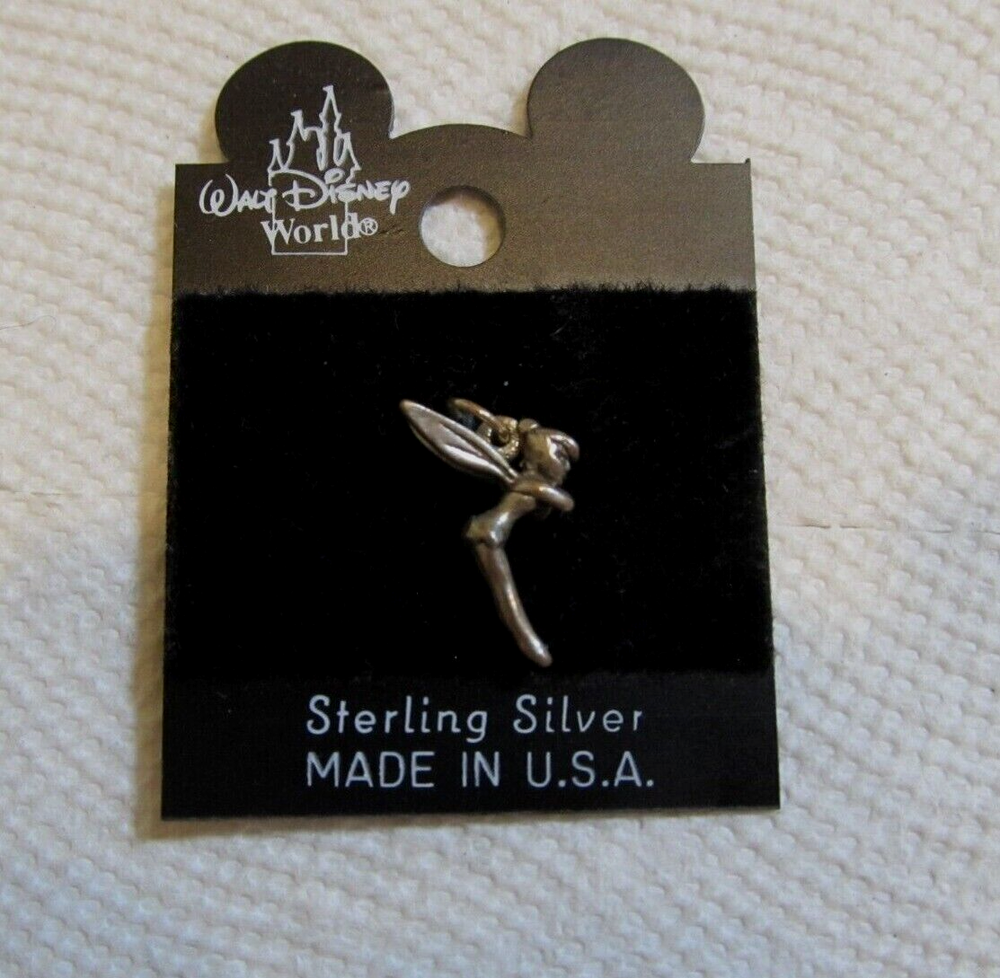 WALT DISNEY
World®
Sterling Silver
MADE IN U.S.A.